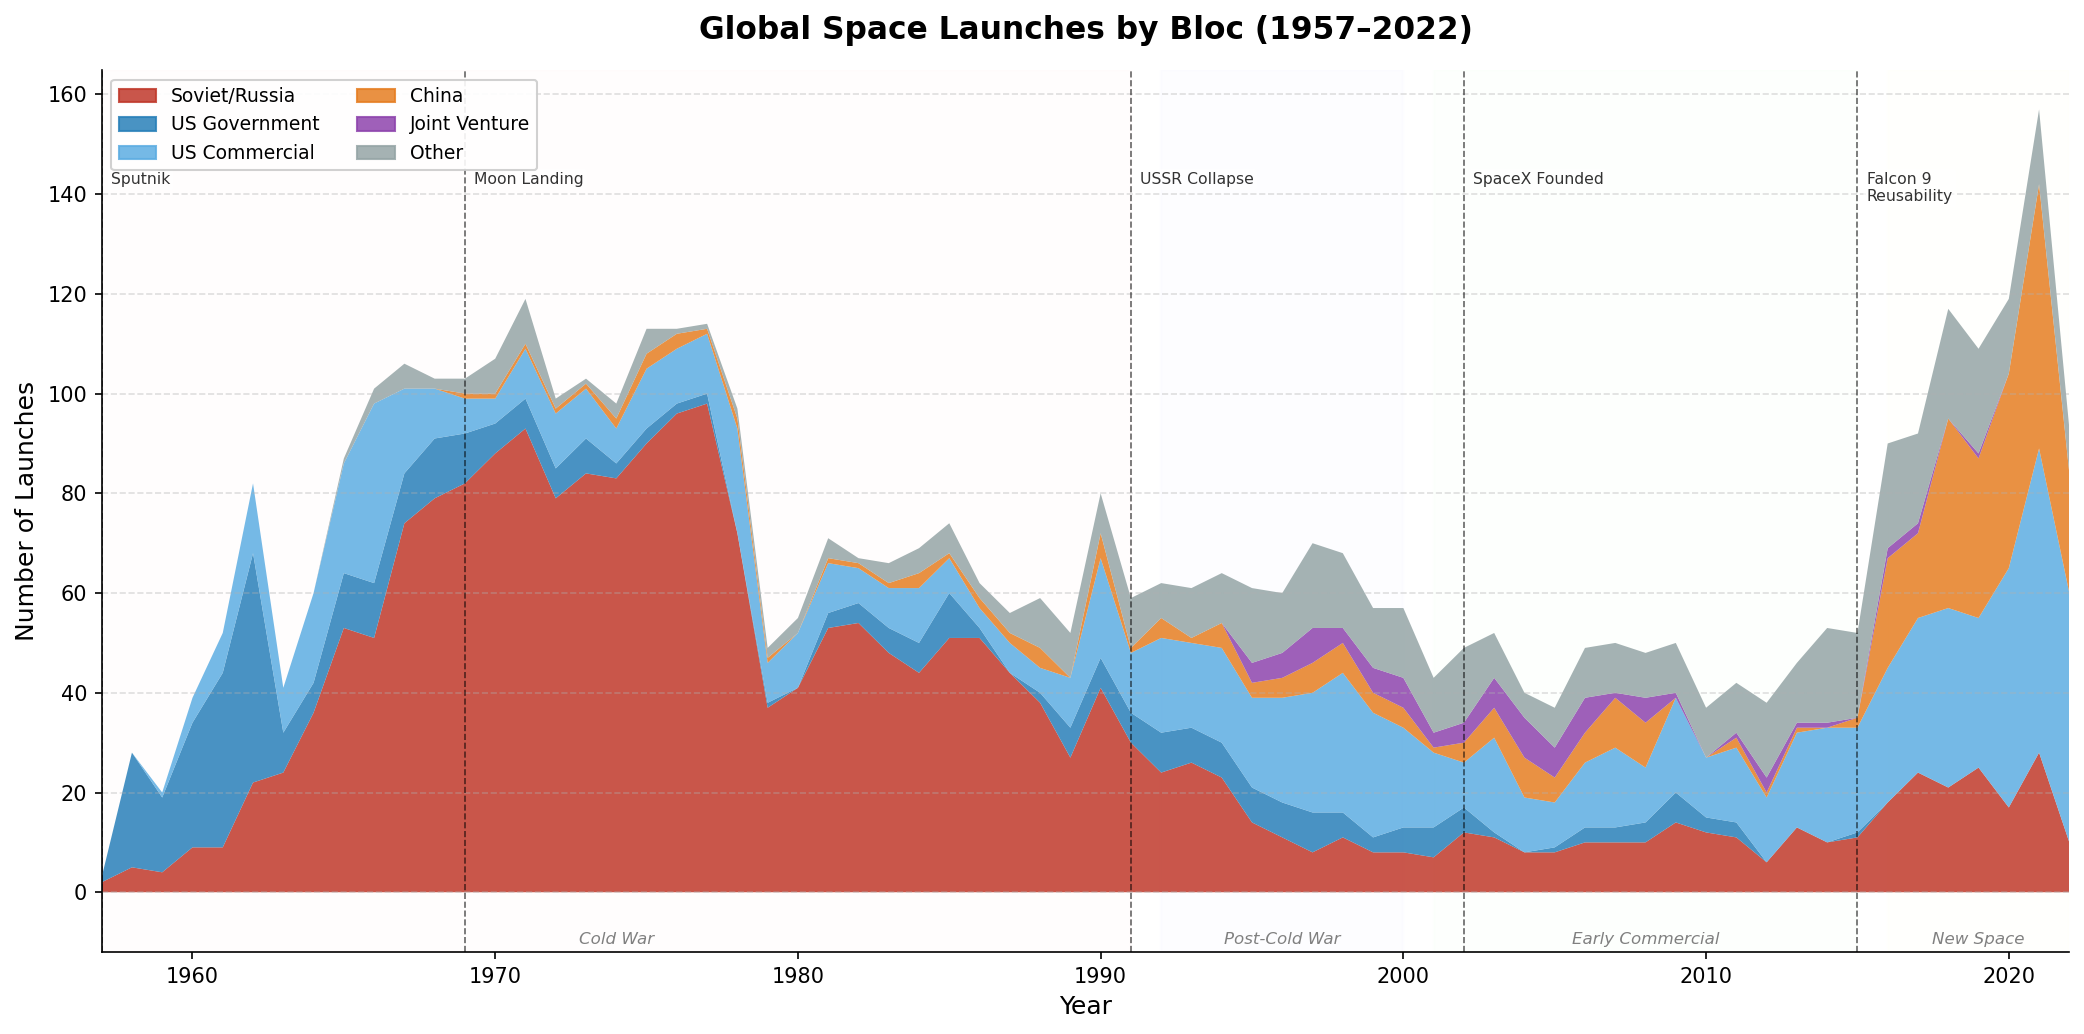 Global Space Launches by Bloc (1957–2022)
Number of Launches
160
140
120
100
80
60
40
20
0
Soviet/Russia
US Government
US Commercial
China
Joint Venture
Other
Sputnik
Moon Landing
USSR Collapse
SpaceX Founded
Falcon 9
Reusability
Cold War
Post-Cold War
Early Commercial
New Space
1960
1970
1980
1990
2000
2010
2020
Year